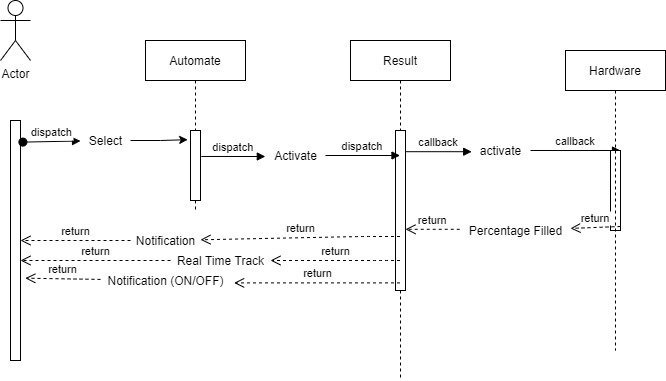 Actor
Automate
Result
Hardware
dispatch
Select
dispatch
Activate
dispatch
callback
activate
callback
return
Percentage Filled
return
return
Notification
return
return
Real Time Track
return
return
Notification (ON/OFF)
return